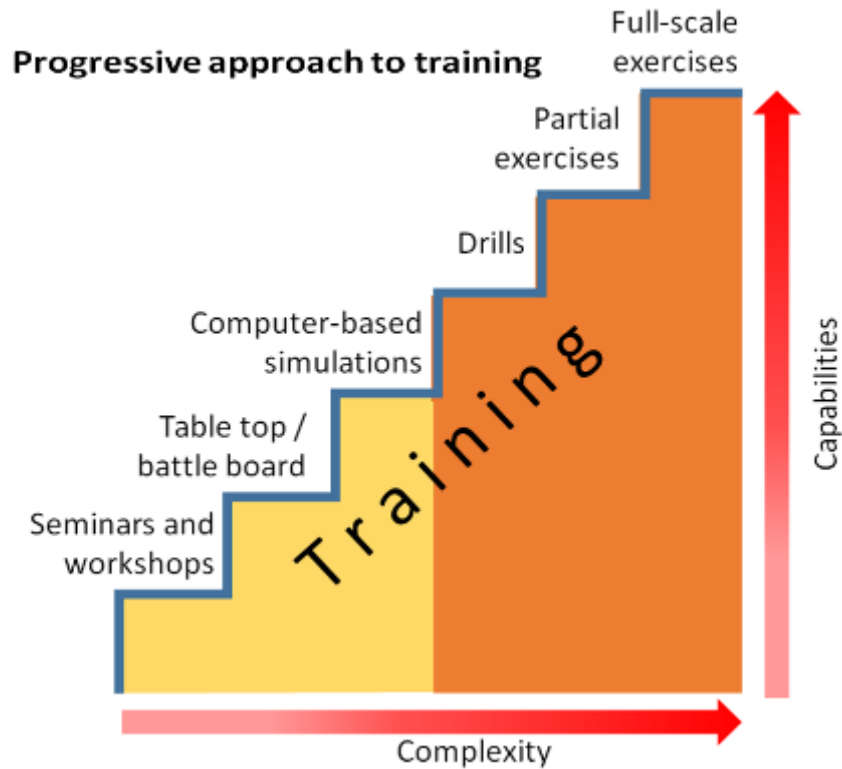 Progressive approach to training
Full-scale
exercises
Partial
exercises
Drills
Computer-based
simulations
Table top /
battle board
Seminars and
workshops
Training
Capabilities
Complexity